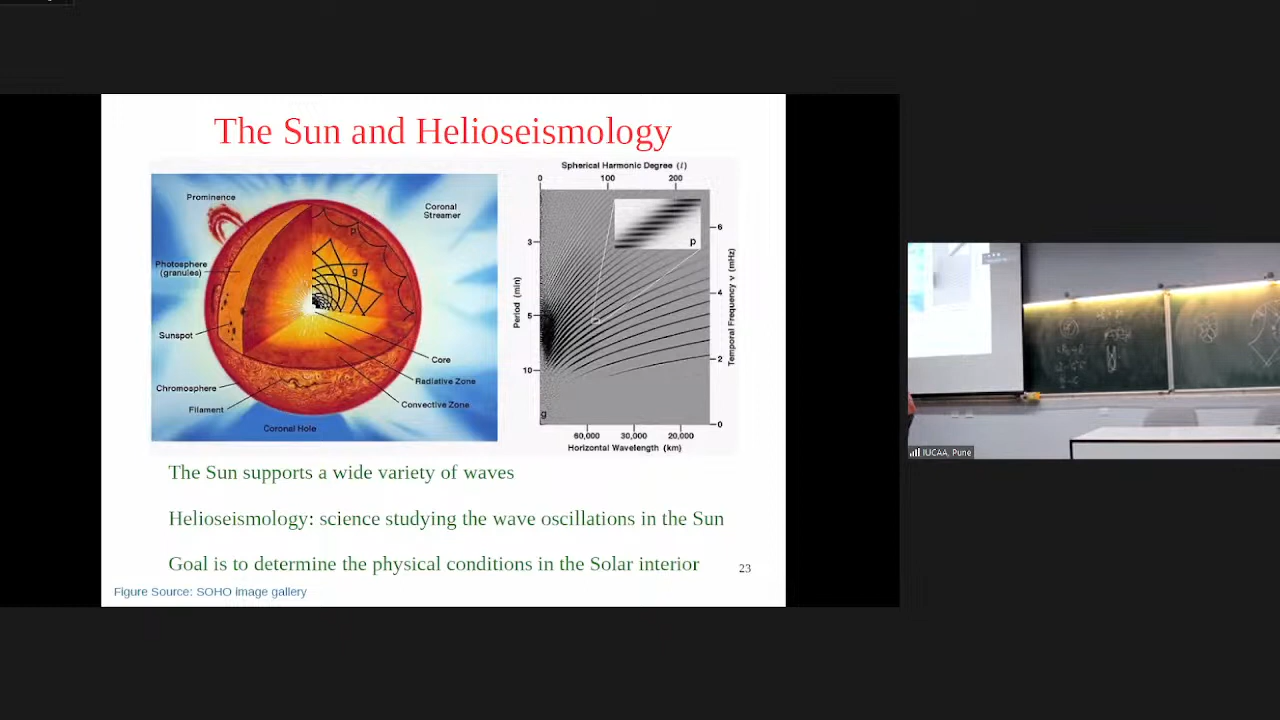 The Sun and Helioseismology
Prominence
Coronal
Streamer
Photosphere
(granules)
Sunspot
Chromosphere
Filament
Coronal Hole
Core
Radiative Zone
Convective Zone
p
g
Spherical Harmonic Degree (ℓ)
0 100 200
Period (min)
3
5
10
p
g
6
4
2
0
Temporal Frequency ν (mHz)
60,000 30,000 20,000
Horizontal Wavelength (km)
The Sun supports a wide variety of waves
Helioseismology: science studying the wave oscillations in the Sun
Goal is to determine the physical conditions in the Solar interior
23
Figure Source: SOHO image gallery
IUCAA, Pune